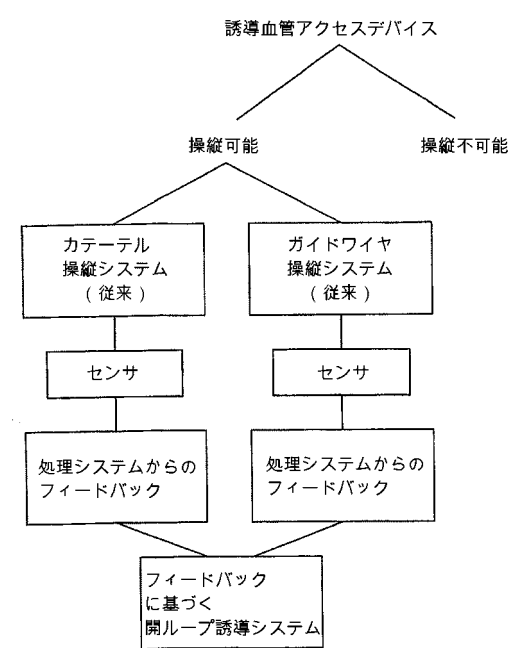 誘導血管アクセスデバイス
操縦可能
操縦不可能
カテーテル
操縦システム
(従来)
ガイドワイヤ
操縦システム
(従来)
センサ
センサ
処理システムからの
フィードバック
処理システムからの
フィードバック
フィードバック
に基づく
開ループ誘導システム